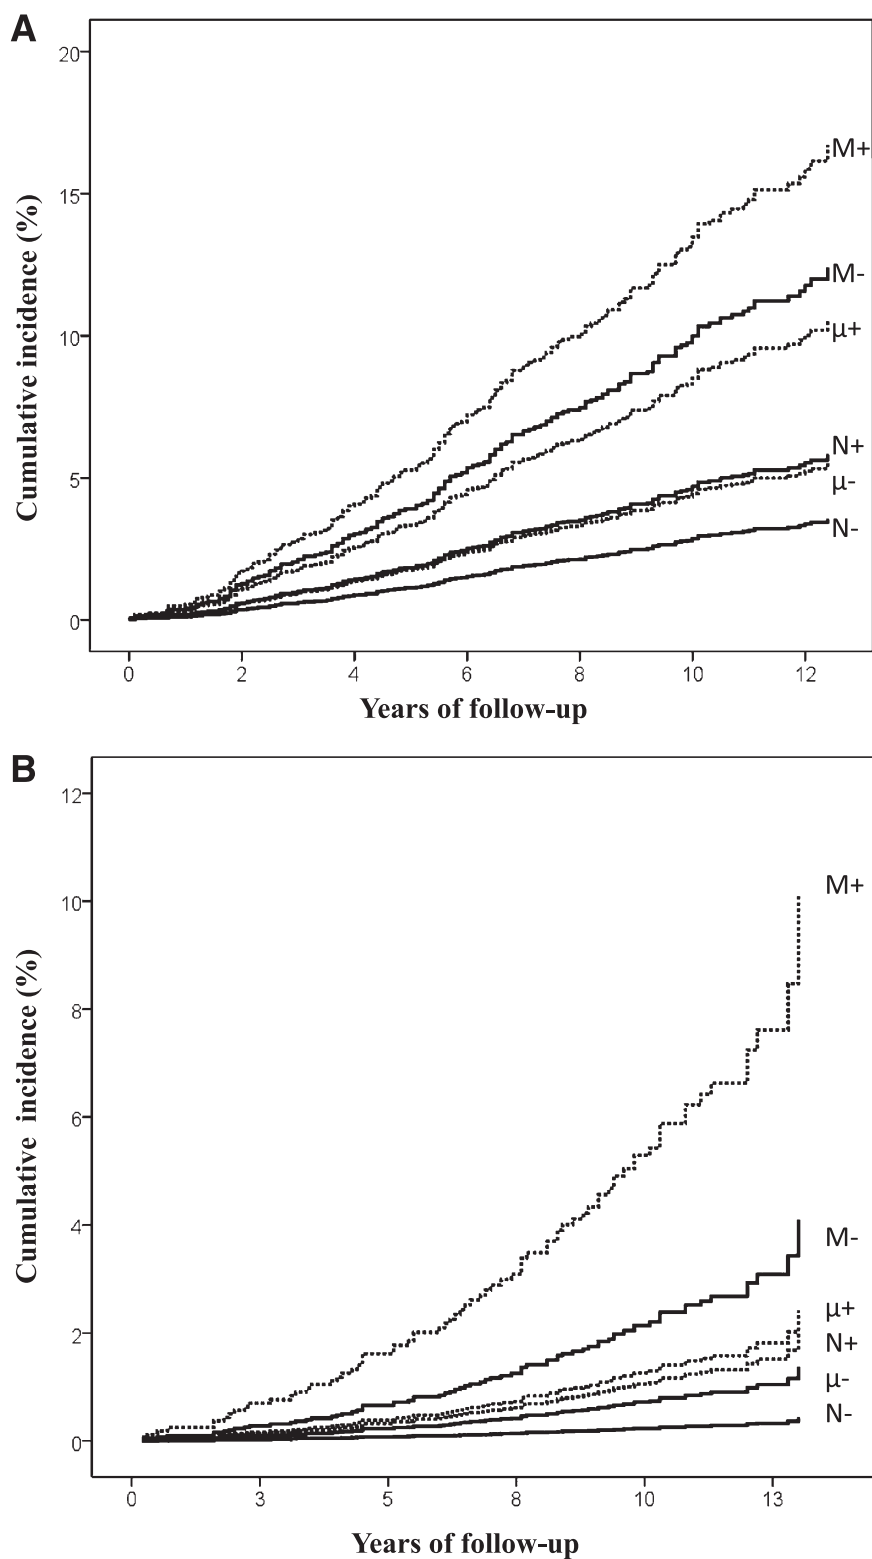 A
20
15
10
5
0
Cumulative incidence (%)
M+
M-
µ+
N+
µ-
N-
0 2 4 6 8 10 12
Years of follow-up
B
12
10
8
6
4
2
0
Cumulative incidence (%)
M+
M-
µ+
N+
µ-
N-
0 3 5 8 10 13
Years of follow-up